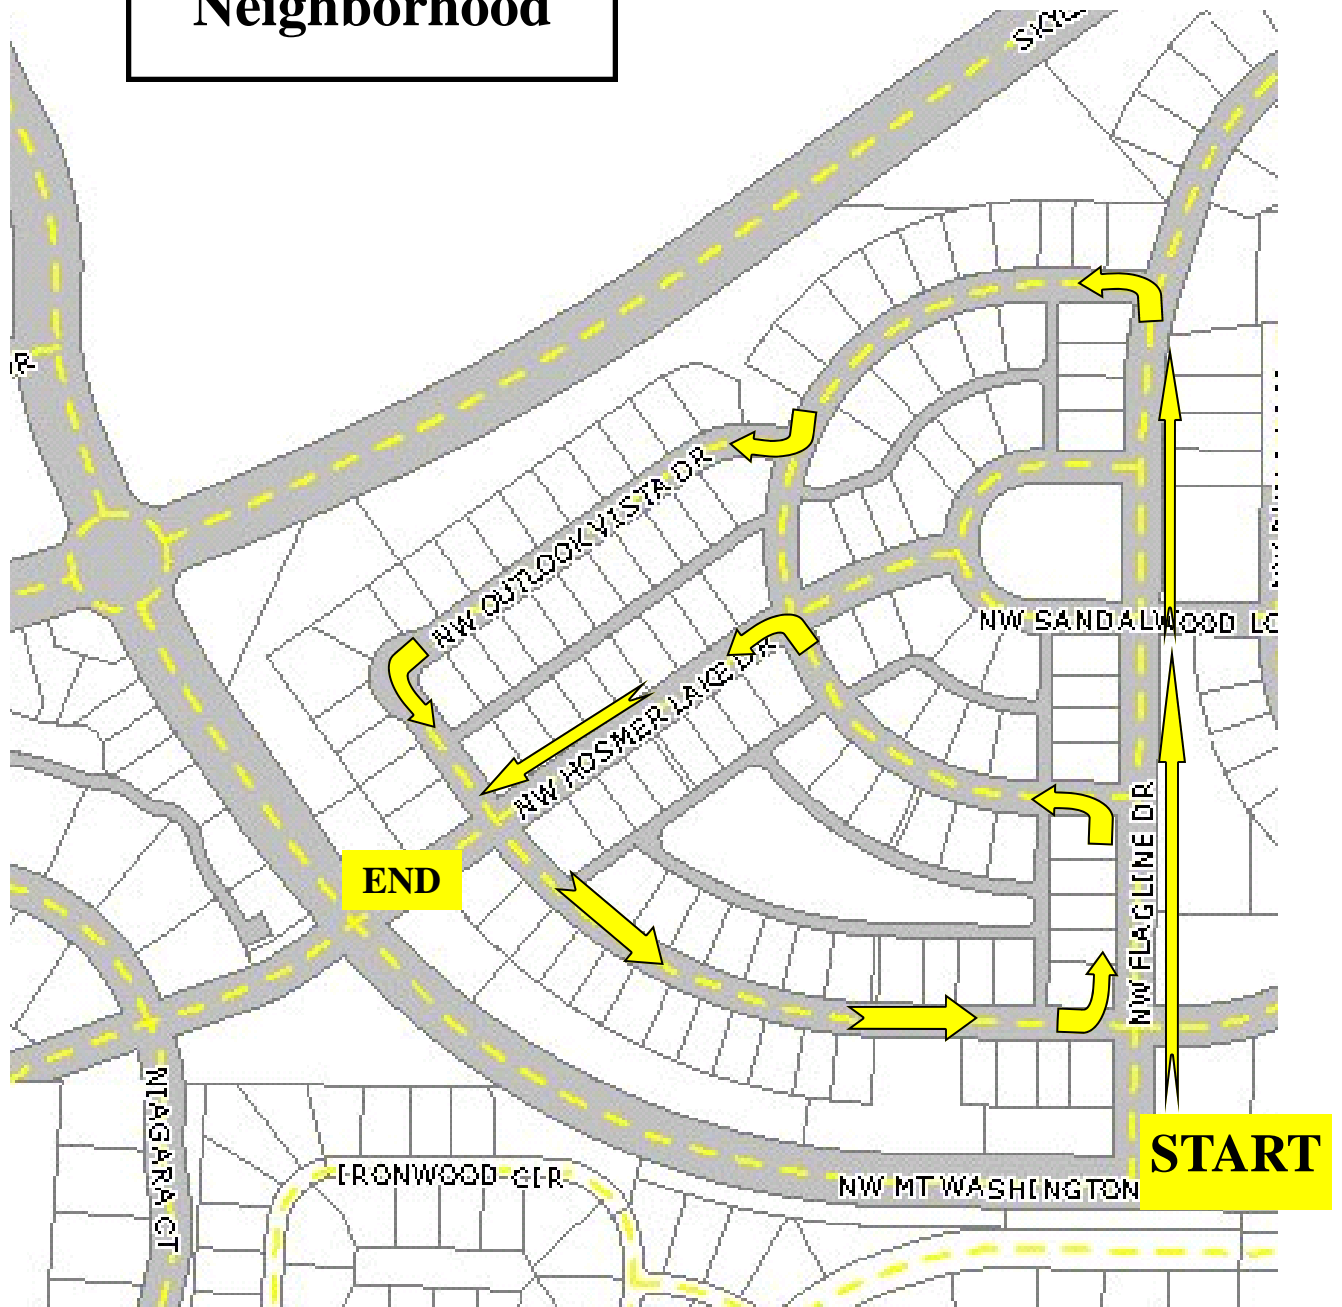 Neighborhood
NW OUTLOOK VISTA DR
NW SANDALWOOD
NW HOSMER LAKE DR
NW FLAGLINE DR
END
START
NIAGARA CT
IRONWOOD CIR
NW MT WASHINGTON